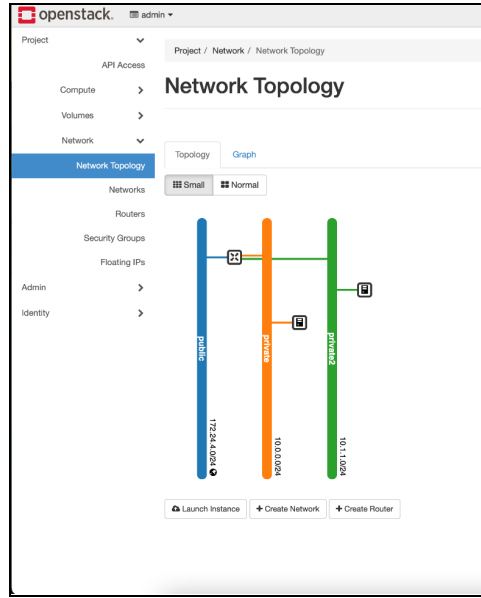 openstack. admin
Project
API Access
Compute
Volumes
Network
Network Topology
Networks
Routers
Security Groups
Floating IPs
Admin
Identity
Project / Network / Network Topology
Network Topology
Topology Graph
Small Normal
public
172.24.4.0/24
private
10.0.0.0/24
private2
10.1.1.0/24
Launch Instance + Create Network + Create Router